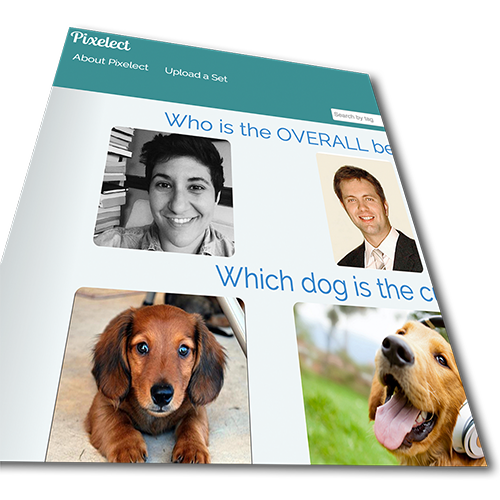 Pixelect
About Pixelect Upload a Set
Search by tag
Who is the OVERALL be
Which dog is the c